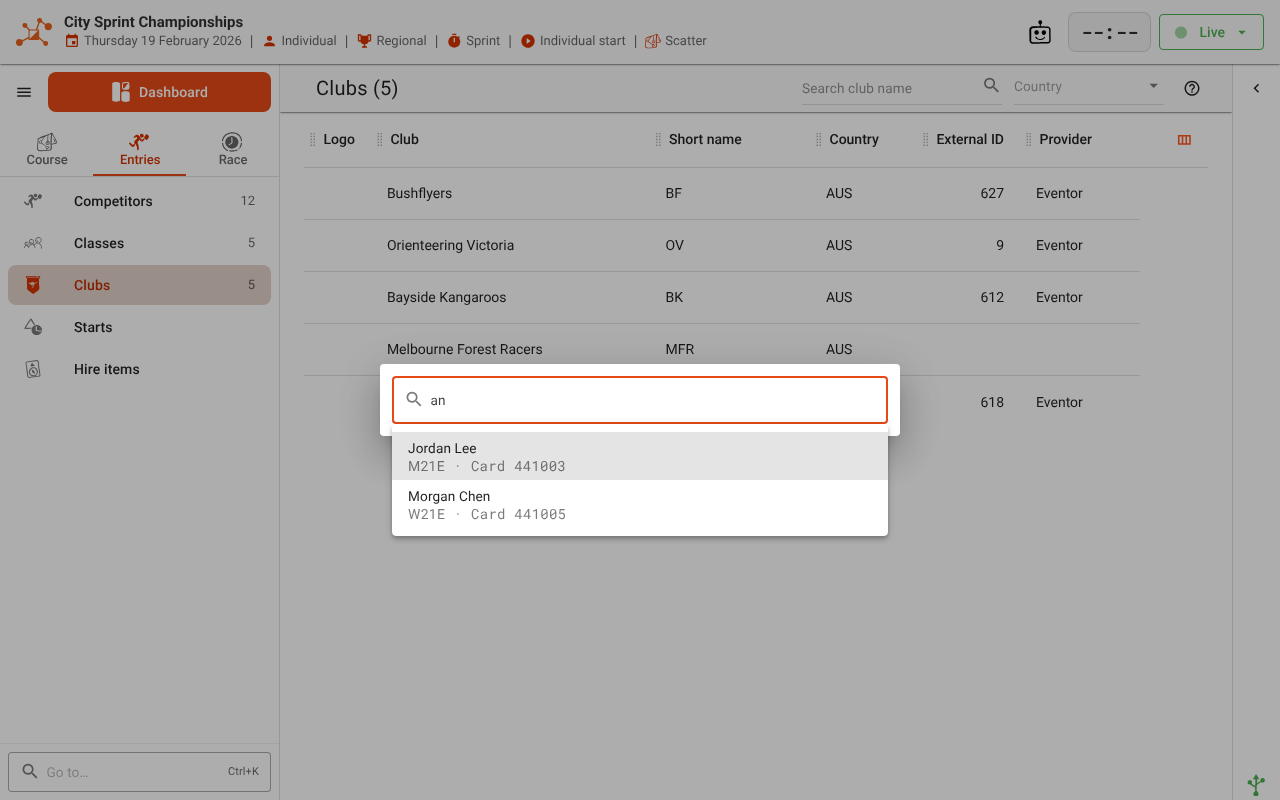 City Sprint Championships
Thursday 19 February 2026 | Individual | Regional | Sprint | Individual start | Scatter
--:--
Live
Dashboard
Clubs (5)
Search club name
Country
Course
Entries
Race
Logo Club Short name Country External ID Provider
Competitors 12
Classes 5
Clubs 5
Starts
Hire items
Bushflyers BF AUS 627 Eventor
Orienteering Victoria OV AUS 9 Eventor
Bayside Kangaroos BK AUS 612 Eventor
Melbourne Forest Racers MFR AUS
618 Eventor
an
Jordan Lee
M21E · Card 441003
Morgan Chen
W21E · Card 441005
Go to… Ctrl+K